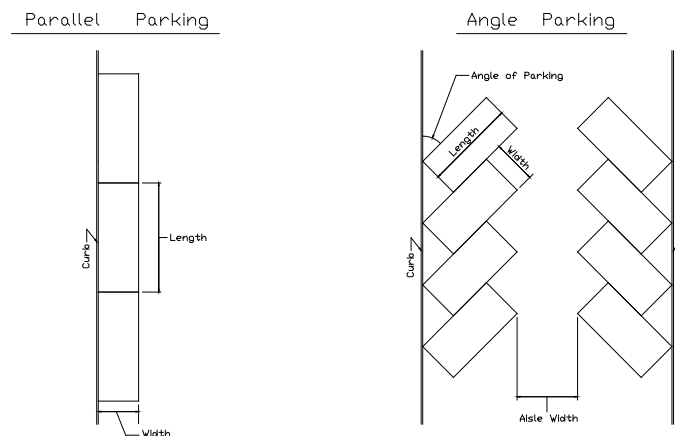 Parallel Parking
Angle Parking
Angle of Parking
Length
Width
Length
Curb
Curb
Aisle Width
Width